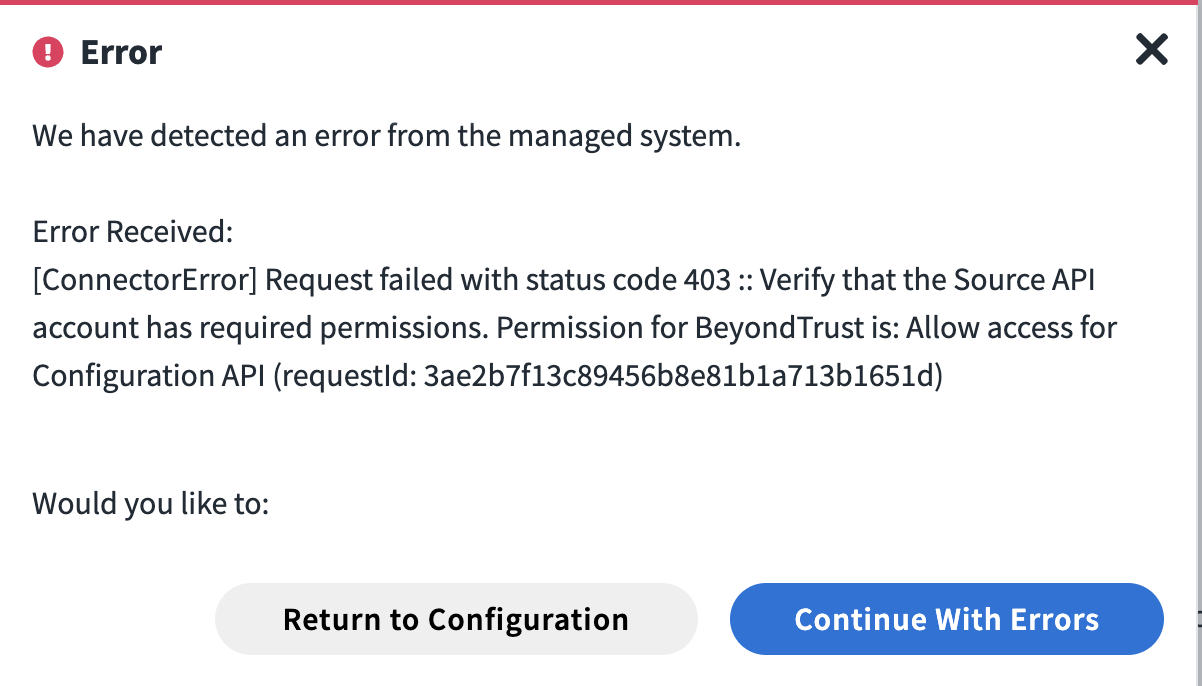 Error
We have detected an error from the managed system.
Error Received:
[ConnectorError] Request failed with status code 403 :: Verify that the Source API
account has required permissions. Permission for BeyondTrust is: Allow access for
Configuration API (requestId: 3ae2b7f13c89456b8e81b1a713b1651d)
Would you like to:
Return to Configuration
Continue With Errors